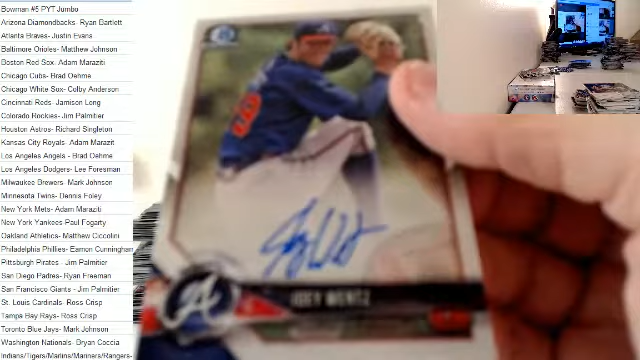 Bowman #5 PYT Jumbo
Arizona Diamondbacks- Ryan Bartlett
Atlanta Braves- Justin Evans
Baltimore Orioles- Matthew Johnson
Boston Red Sox- Adam Maraziti
Chicago Cubs- Brad Oehme
Chicago White Sox- Colby Anderson
Cincinnati Reds- Jamison Long
Colorado Rockies- Jim Palmitier
Houston Astros- Richard Singleton
Kansas City Royals- Adam Marazit
Los Angeles Angels - Brad Oehme
Los Angeles Dodgers- Lee Foresman
Milwaukee Brewers- Mark Johnson
Minnesota Twins- Dennis Foley
New York Mets- Adam Maraziti
New York Yankees-Paul Fogarty
Oakland Athletics- Matthew Ciccolini
Philadelphia Phillies- Eamon Cunningham
Pittsburgh Pirates - Jim Palmitier
San Diego Padres- Ryan Freeman
San Francisco Giants - Jim Palmitier
St. Louis Cardinals- Ross Crisp
Tampa Bay Rays- Ross Crisp
Toronto Blue Jays- Mark Johnson
Washington Nationals- Bryan Coccia
Indians/Tigers/Marlins/Mariners/Rangers-
JOEY WENTZ